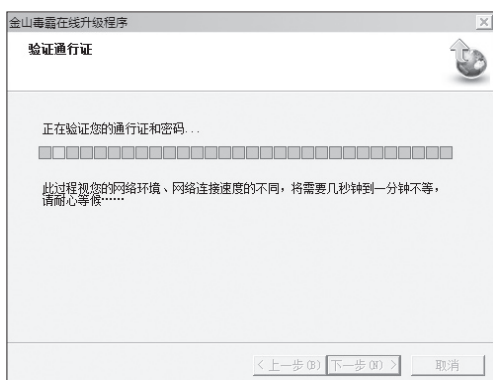 金山毒霸在线升级程序
验证通行证
正在验证您的通行证和密码...
此过程视您的网络环境、网络连接速度的不同，将需要几秒钟到一分钟不等，
请耐心等候……
<上一步(B) 下一步(N)> 取消